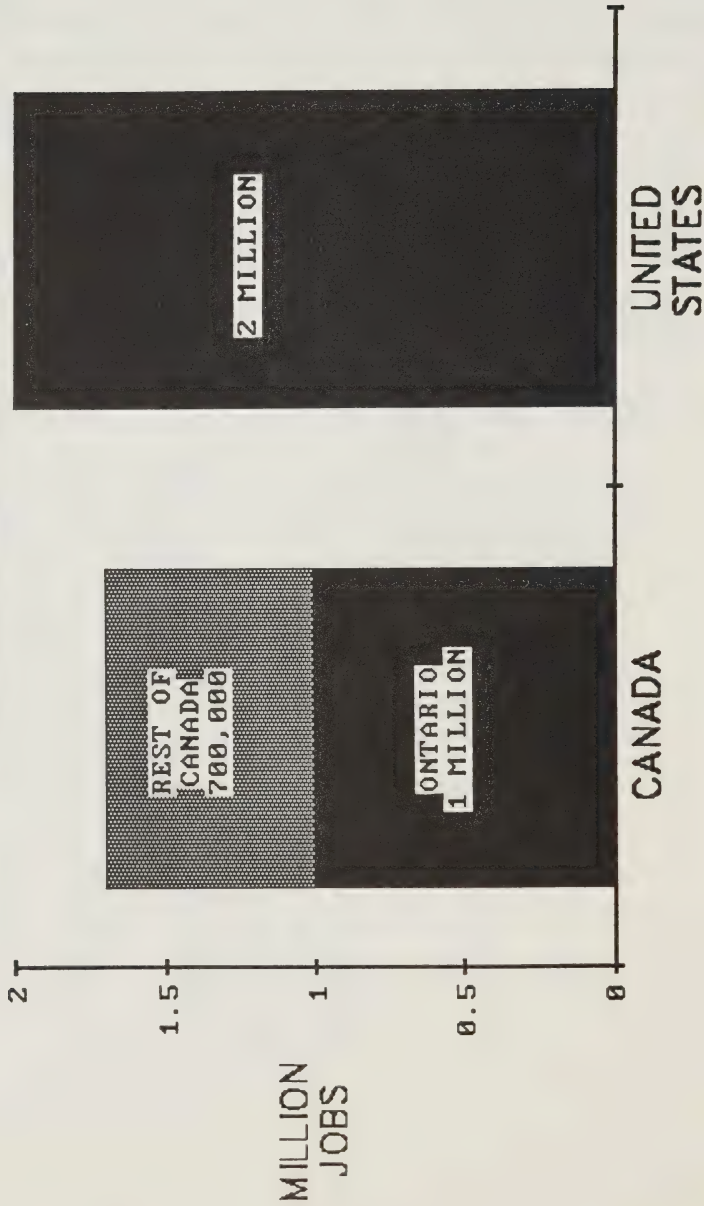 MILLION
JOBS
2
1.5
1
0.5
0
REST OF
CANADA
700,000
ONTARIO
1 MILLION
2 MILLION
CANADA
UNITED
STATES